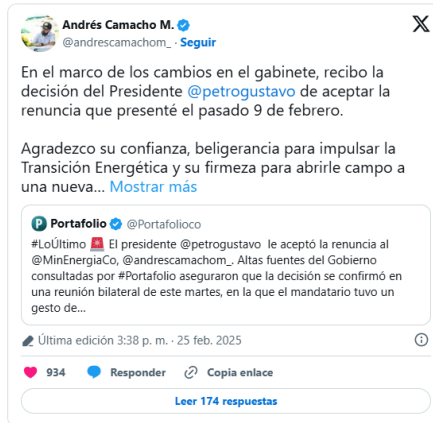 Andrés Camacho M.
@andrescamachom_ · Seguir
En el marco de los cambios en el gabinete, recibo la
decisión del Presidente @petrogustavo de aceptar la
renuncia que presenté el pasado 9 de febrero.
Agradezco su confianza, beligerancia para impulsar la
Transición Energética y su firmeza para abrirle campo a
una nueva... Mostrar más
Portafolio @Portafolioco
#LoÚltimo 🚨 El presidente @petrogustavo le aceptó la renuncia al
@MinEnergiaCo, @andrescamachom_. Altas fuentes del Gobierno
consultadas por #Portafolio aseguraron que la decisión se confirmó en
una reunión bilateral de este martes, en la que el mandatario tuvo un
gesto de...
Última edición 3:38 p. m. · 25 feb. 2025
934 Responder Copia enlace
Leer 174 respuestas